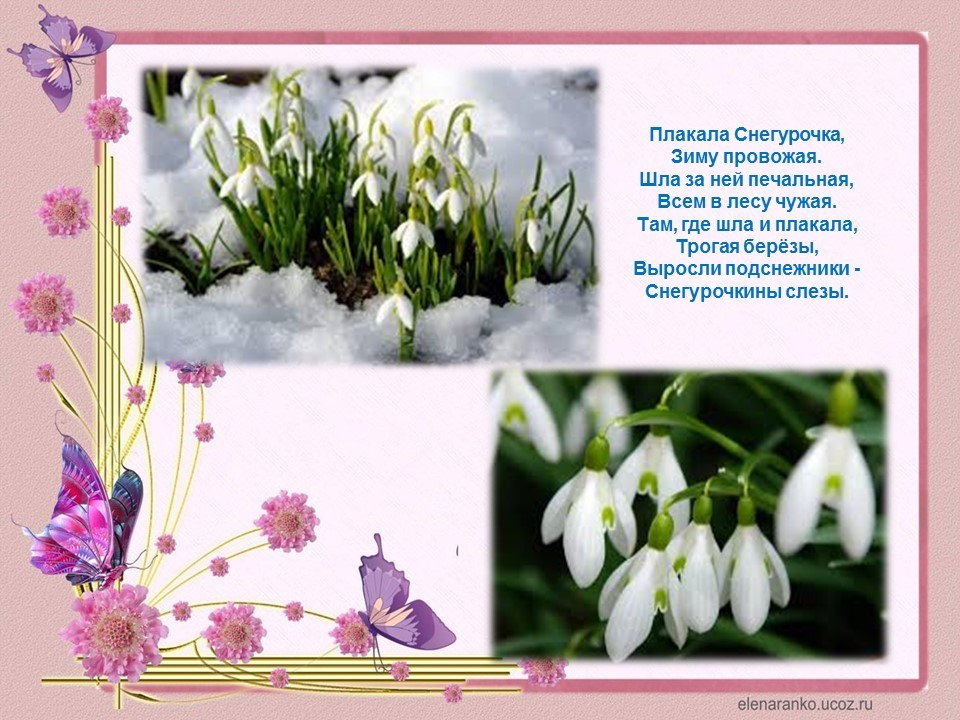 Плакала Снегурочка,
Зиму провожая.
Шла за ней печальная,
Всем в лесу чужая.
Там, где шла и плакала,
Трогая берёзы,
Выросли подснежники -
Снегурочкины слезы.
elenaranko.ucoz.ru